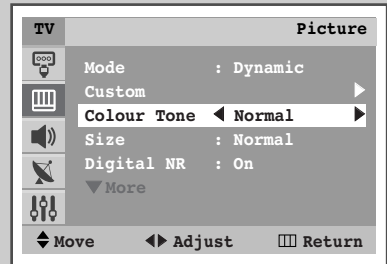 TV Picture
Mode : Dynamic
Custom
Colour Tone ◀ Normal ▶
Size : Normal
Digital NR : On
▼More
Move Adjust Return